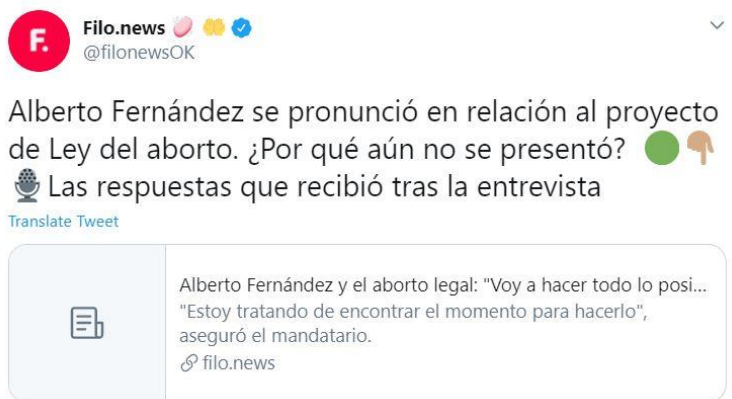 F.
Filo.news
@filonewsOK
Alberto Fernández se pronunció en relación al proyecto
de Ley del aborto. ¿Por qué aún no se presentó? 🟢👇🏽
🎙️ Las respuestas que recibió tras la entrevista
Translate Tweet
Alberto Fernández y el aborto legal: "Voy a hacer todo lo posi...
"Estoy tratando de encontrar el momento para hacerlo",
aseguró el mandatario.
filo.news